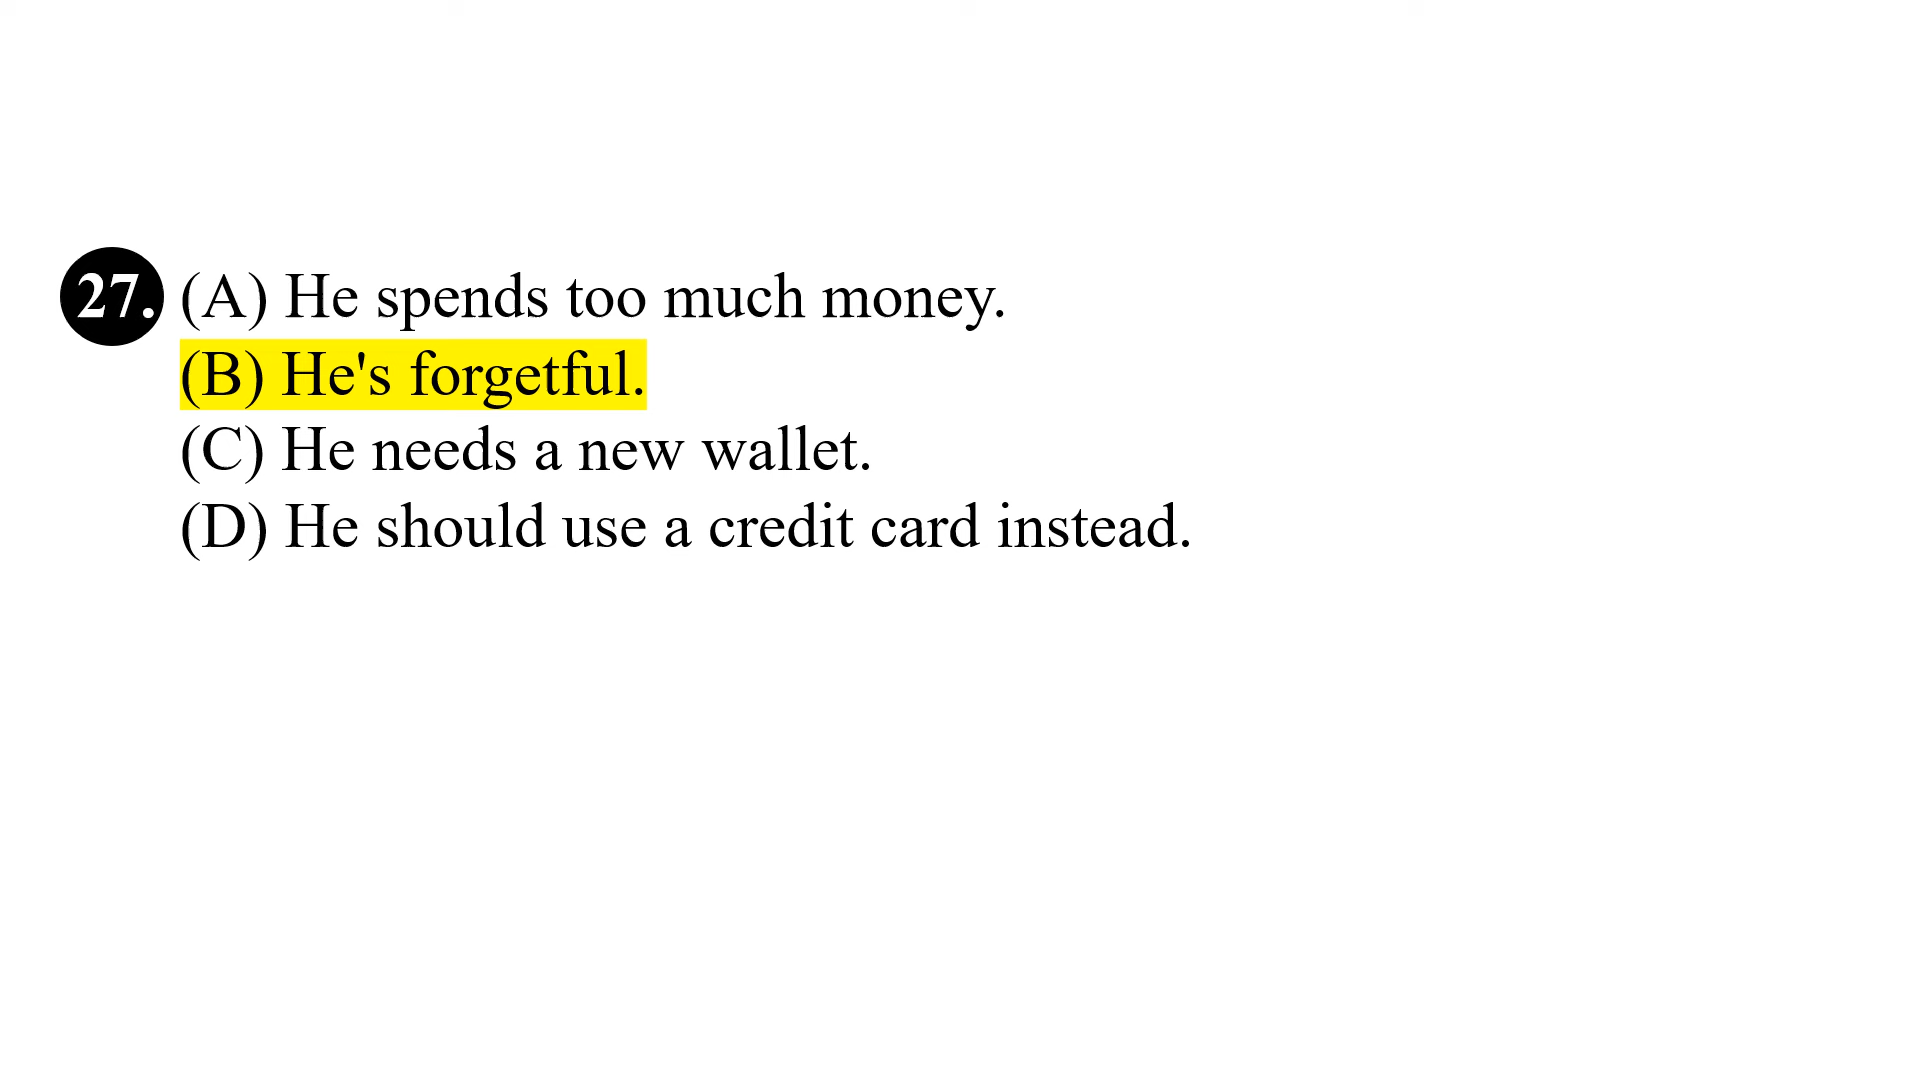 27. (A) He spends too much money.
(B) He's forgetful.
(C) He needs a new wallet.
(D) He should use a credit card instead.